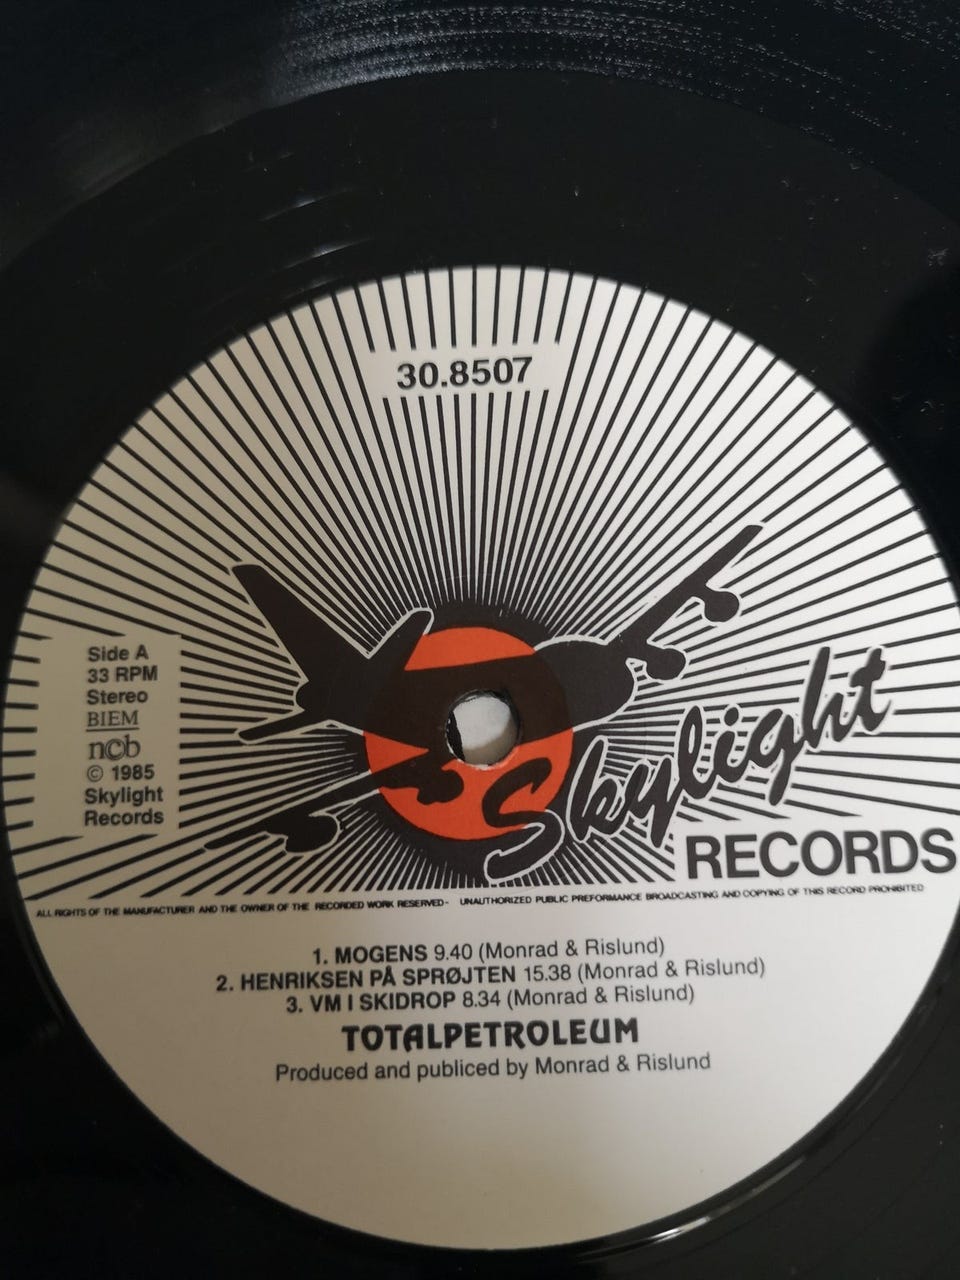 30.8507
Side A
33 RPM
Stereo
BIEM
ncb
© 1985
Skylight
Records
Skylight
RECORDS
ALL RIGHTS OF THE MANUFACTURER AND THE OWNER OF THE RECORDED WORK RESERVED - UNAUTHORIZED PUBLIC PREFORMANCE BROADCASTING AND COPYING OF THIS RECORD PROHIBITED
1. MOGENS 9.40 (Monrad & Rislund)
2. HENRIKSEN PÅ SPRØJTEN 15.38 (Monrad & Rislund)
3. VM I SKIDROP 8.34 (Monrad & Rislund)
TOTALPETROLEUM
Produced and publiced by Monrad & Rislund